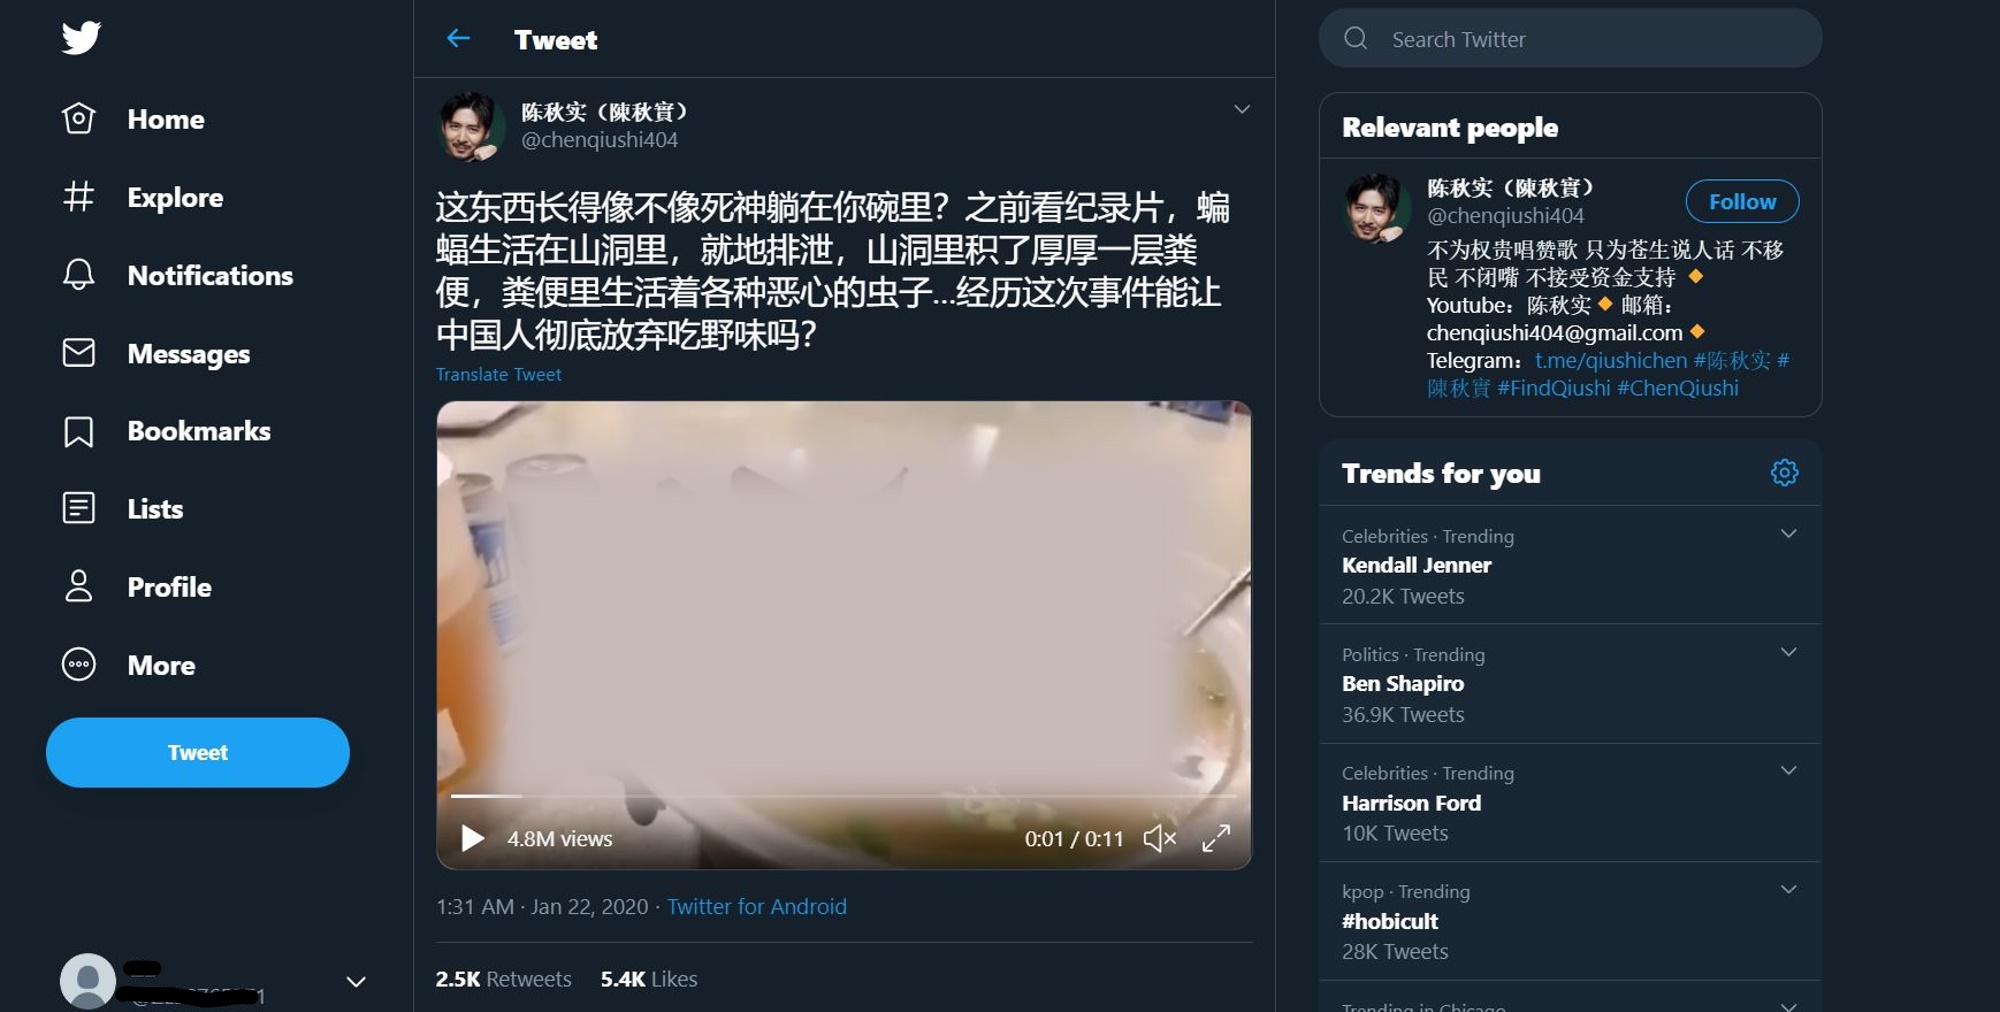 Home
Explore
Notifications
Messages
Bookmarks
Lists
Profile
More
Tweet
Tweet
陈秋实（陳秋實）
@chenqiushi404
这东西长得像不像死神躺在你碗里？之前看纪录片，蝙
蝠生活在山洞里，就地排泄，山洞里积了厚厚一层粪
便，粪便里生活着各种恶心的虫子...经历这次事件能让
中国人彻底放弃吃野味吗？
Translate Tweet
4.8M views
0:01 / 0:11
1:31 AM · Jan 22, 2020 · Twitter for Android
2.5K Retweets 5.4K Likes
Search Twitter
Relevant people
陈秋实（陳秋實）
@chenqiushi404
Follow
不为权贵唱赞歌 只为苍生说人话 不移
民 不闭嘴 不接受资金支持 🔸
Youtube：陈秋实🔸邮箱：
chenqiushi404@gmail.com🔸
Telegram：t.me/qiushichen #陈秋实 #
陳秋實 #FindQiushi #ChenQiushi
Trends for you
Celebrities · Trending
Kendall Jenner
20.2K Tweets
Politics · Trending
Ben Shapiro
36.9K Tweets
Celebrities · Trending
Harrison Ford
10K Tweets
kpop · Trending
#hobicult
28K Tweets
Trending in Chicago